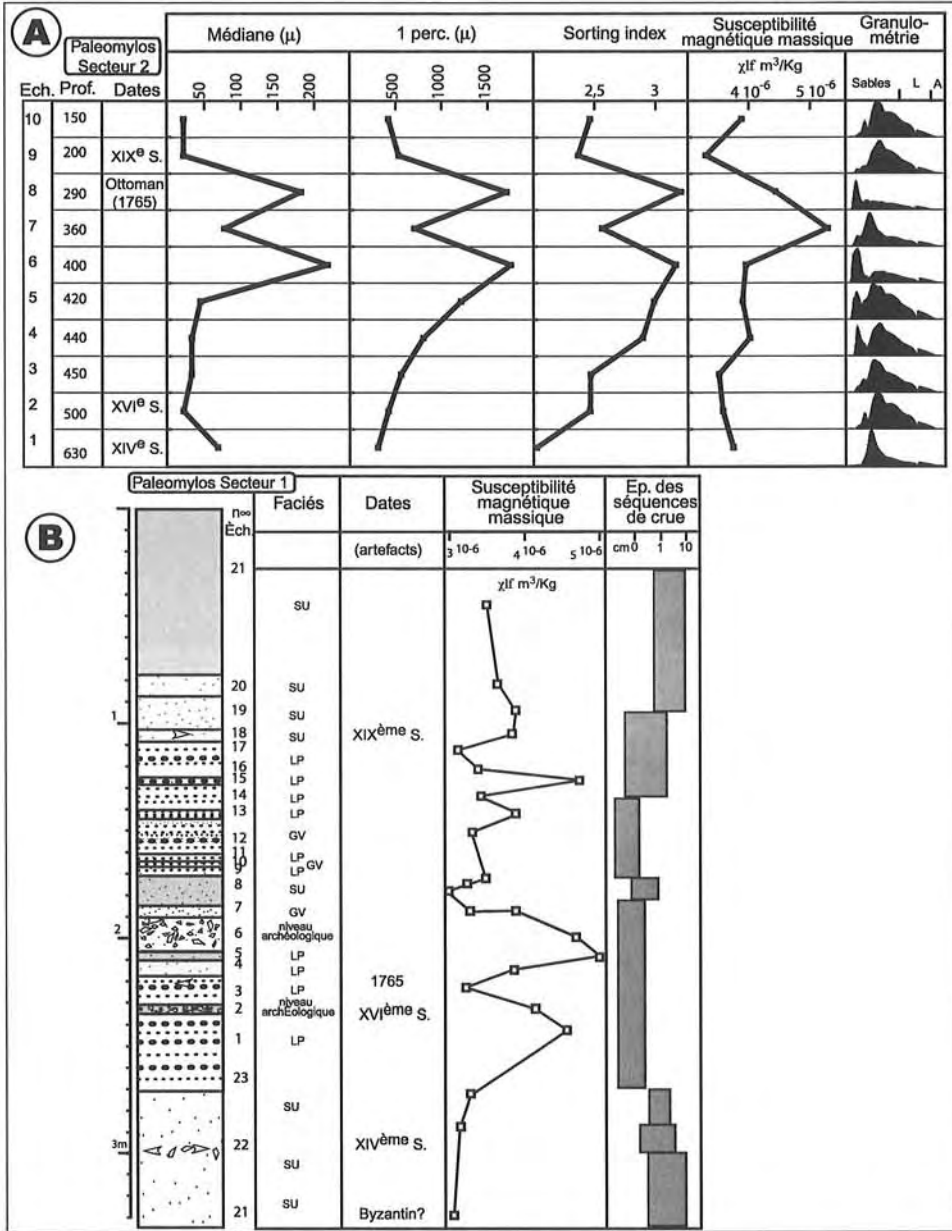 A
Paleomylos
Secteur 2
Médiane (μ)
1 perc. (μ)
Sorting index
Susceptibilité
magnétique massique
Granulo-
métrie
χlf m³/Kg
Ech. Prof. Dates
50 100 150 200
500 1000 1500
2,5 3
4 10⁻⁶ 5 10⁻⁶
Sables L A
10 150
9 200 XIXᵉ S.
8 290 Ottoman
(1765)
7 360
6 400
5 420
4 440
3 450
2 500 XVIᵉ S.
1 630 XIVᵉ S.
B
Paleomylos Secteur 1
n∞
Èch.
Faciés
Dates
(artefacts)
Susceptibilité
magnétique
massique
3 10⁻⁶ 4 10⁻⁶ 5 10⁻⁶
χlf m³/Kg
Ep. des
séquences
de crue
cm 0 1 10
21
SU
20 SU
1
19 SU
18 SU XIXème S.
17
16 LP
15 LP
14 LP
13 LP
12 GV
11 LP
10 GV
9 LP
8 SU
7 GV
2
6 niveau
archéologique
5 LP
4 LP
1765
3 LP
2 niveau
archEologique
XVIème S.
1 LP
23
SU
3m
22 XIVème S.
SU
SU
21 Byzantin?